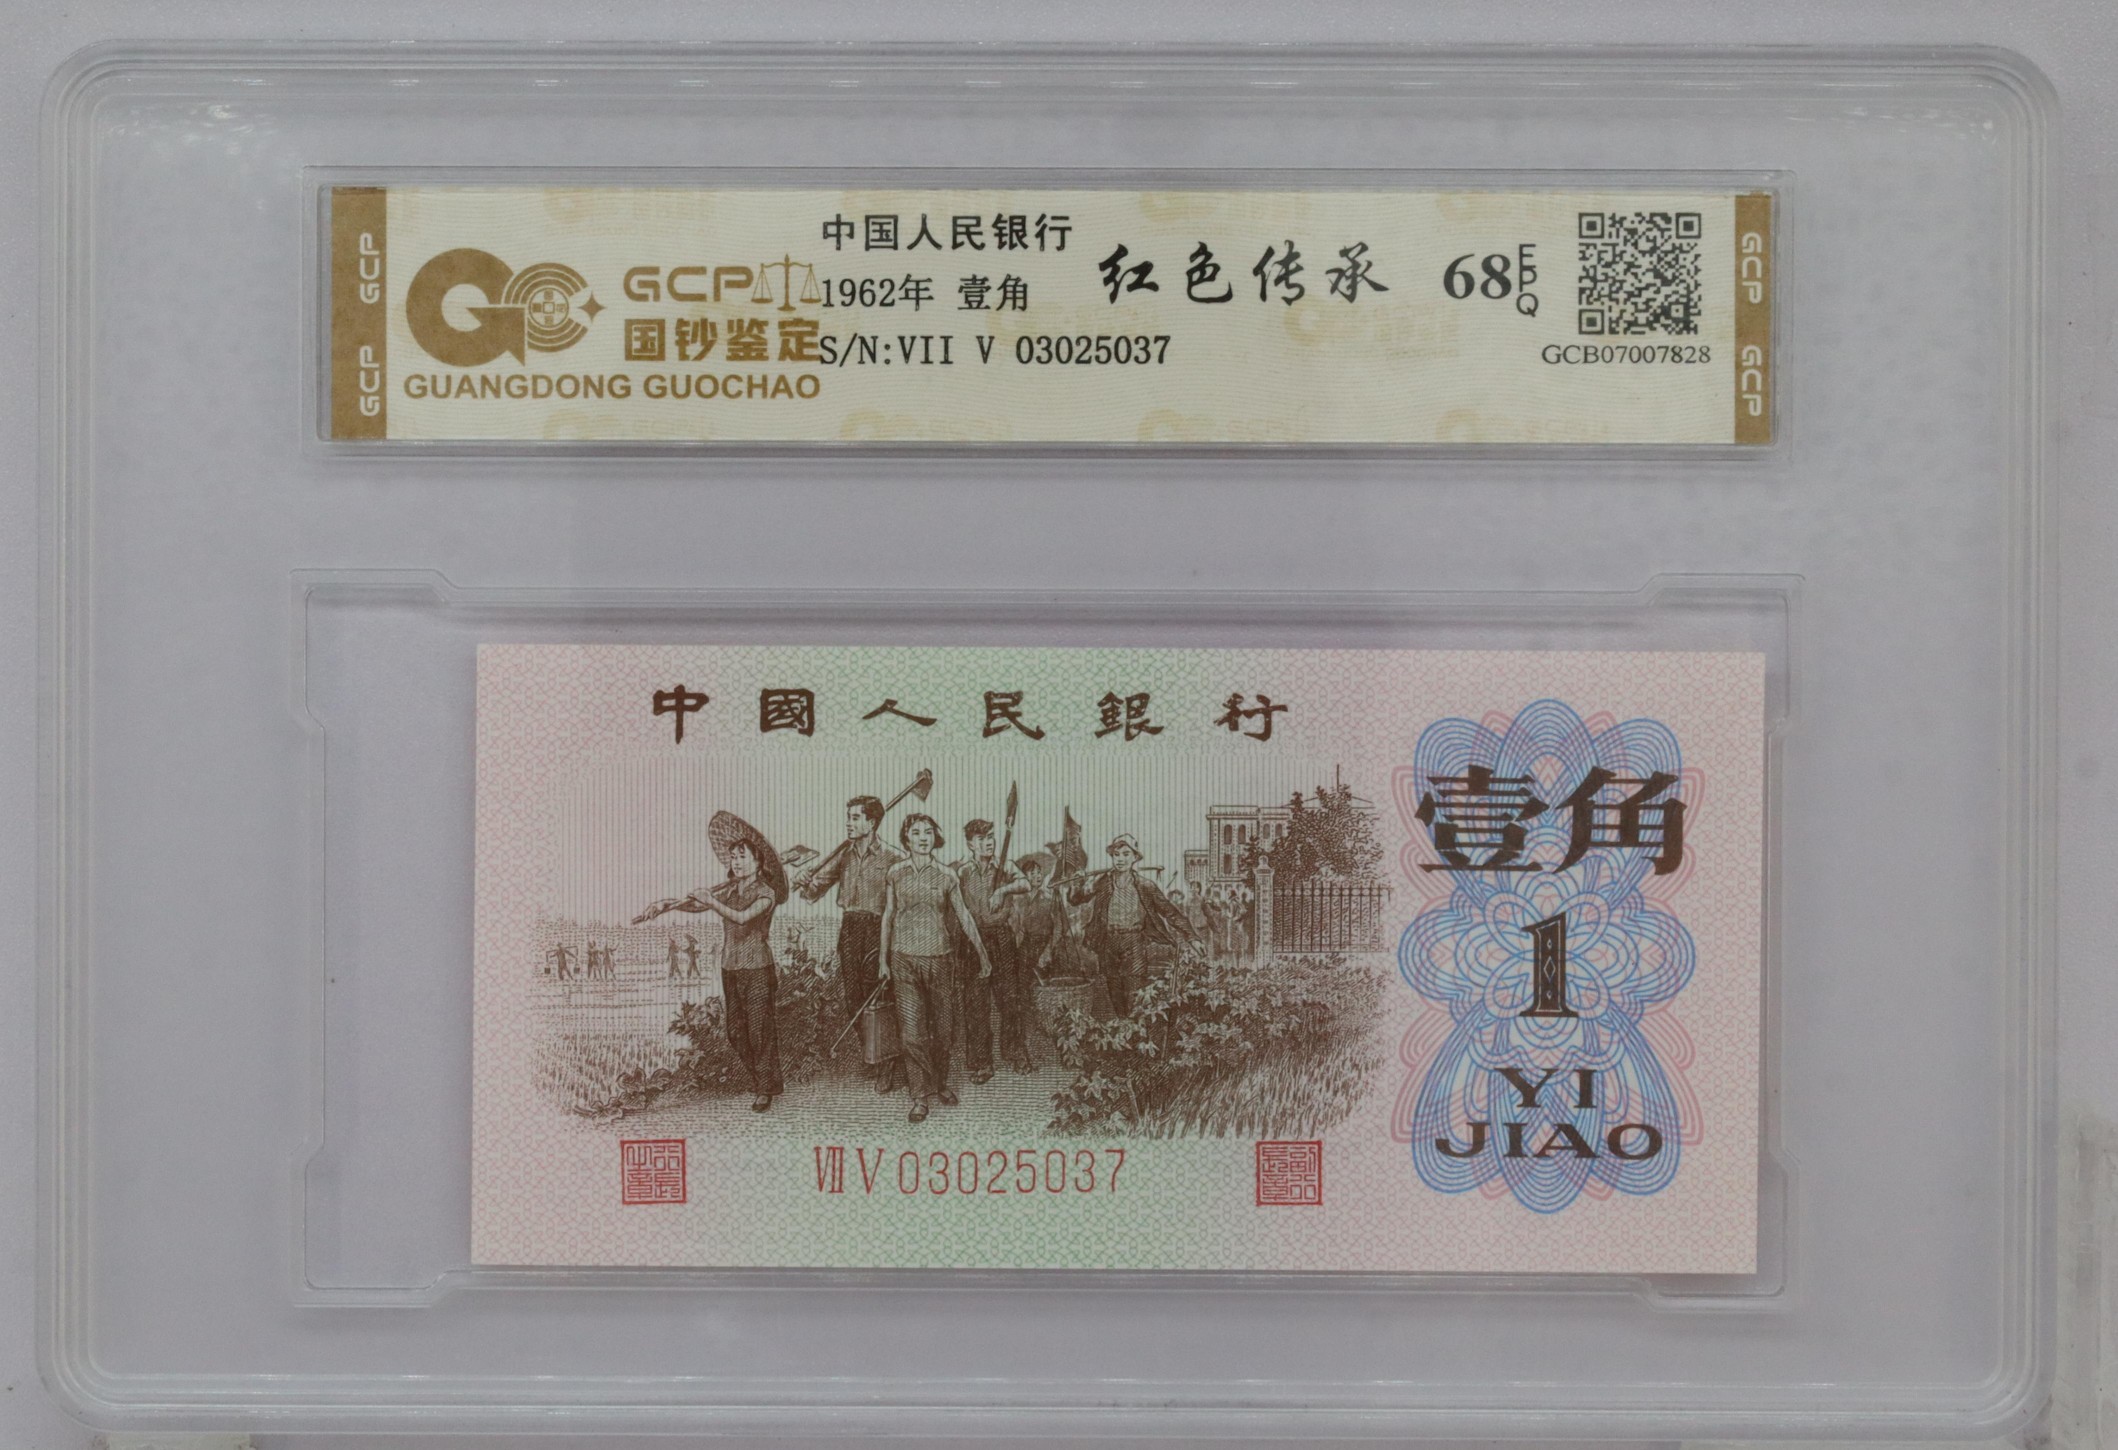 GCP GCP
GCP
国钞鉴定
GUANGDONG GUOCHAO
中国人民银行
1962年 壹角
S/N:VII V 03025037
红色传承
68EPQ
GCB07007828
GCP GCP
中國人民銀行
壹角
1
YI
JIAO
VII V 03025037